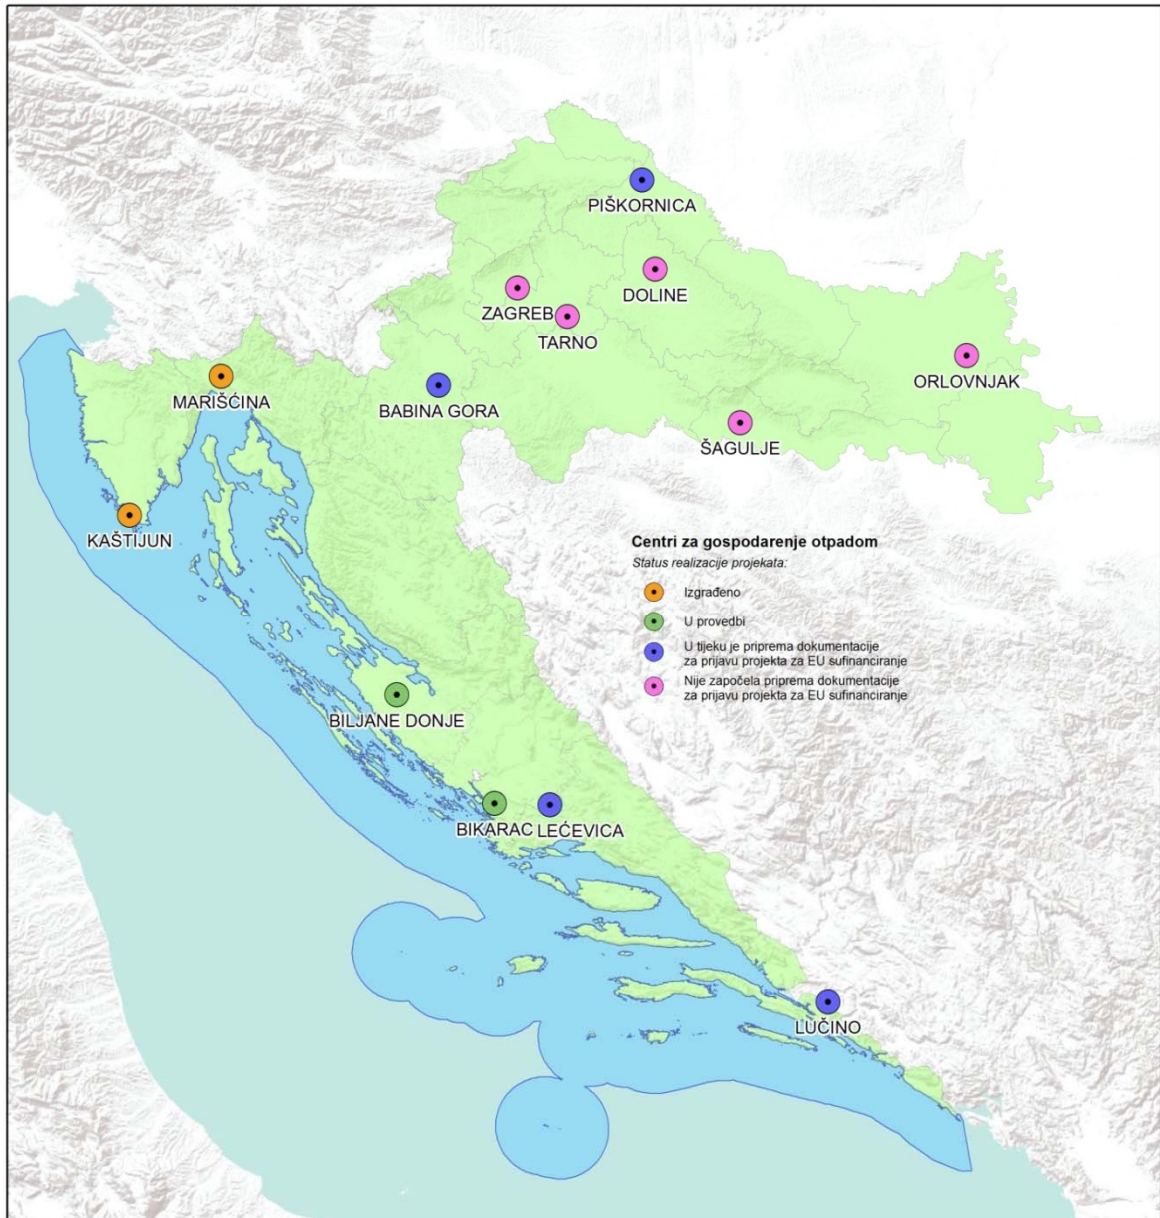 PIŠKORNICA
DOLINE
ZAGREB
TARNO
ORLOVNJAK
MARIŠĆINA
BABINA GORA
ŠAGULJE
KAŠTIJUN
Centri za gospodarenje otpadom
Status realizacije projekata:
Izgrađeno
U provedbi
U tijeku je priprema dokumentacije
za prijavu projekta za EU sufinanciranje
Nije započela priprema dokumentacije
za prijavu projekta za EU sufinanciranje
BILJANE DONJE
BIKARAC
LEĆEVICA
LUČINO